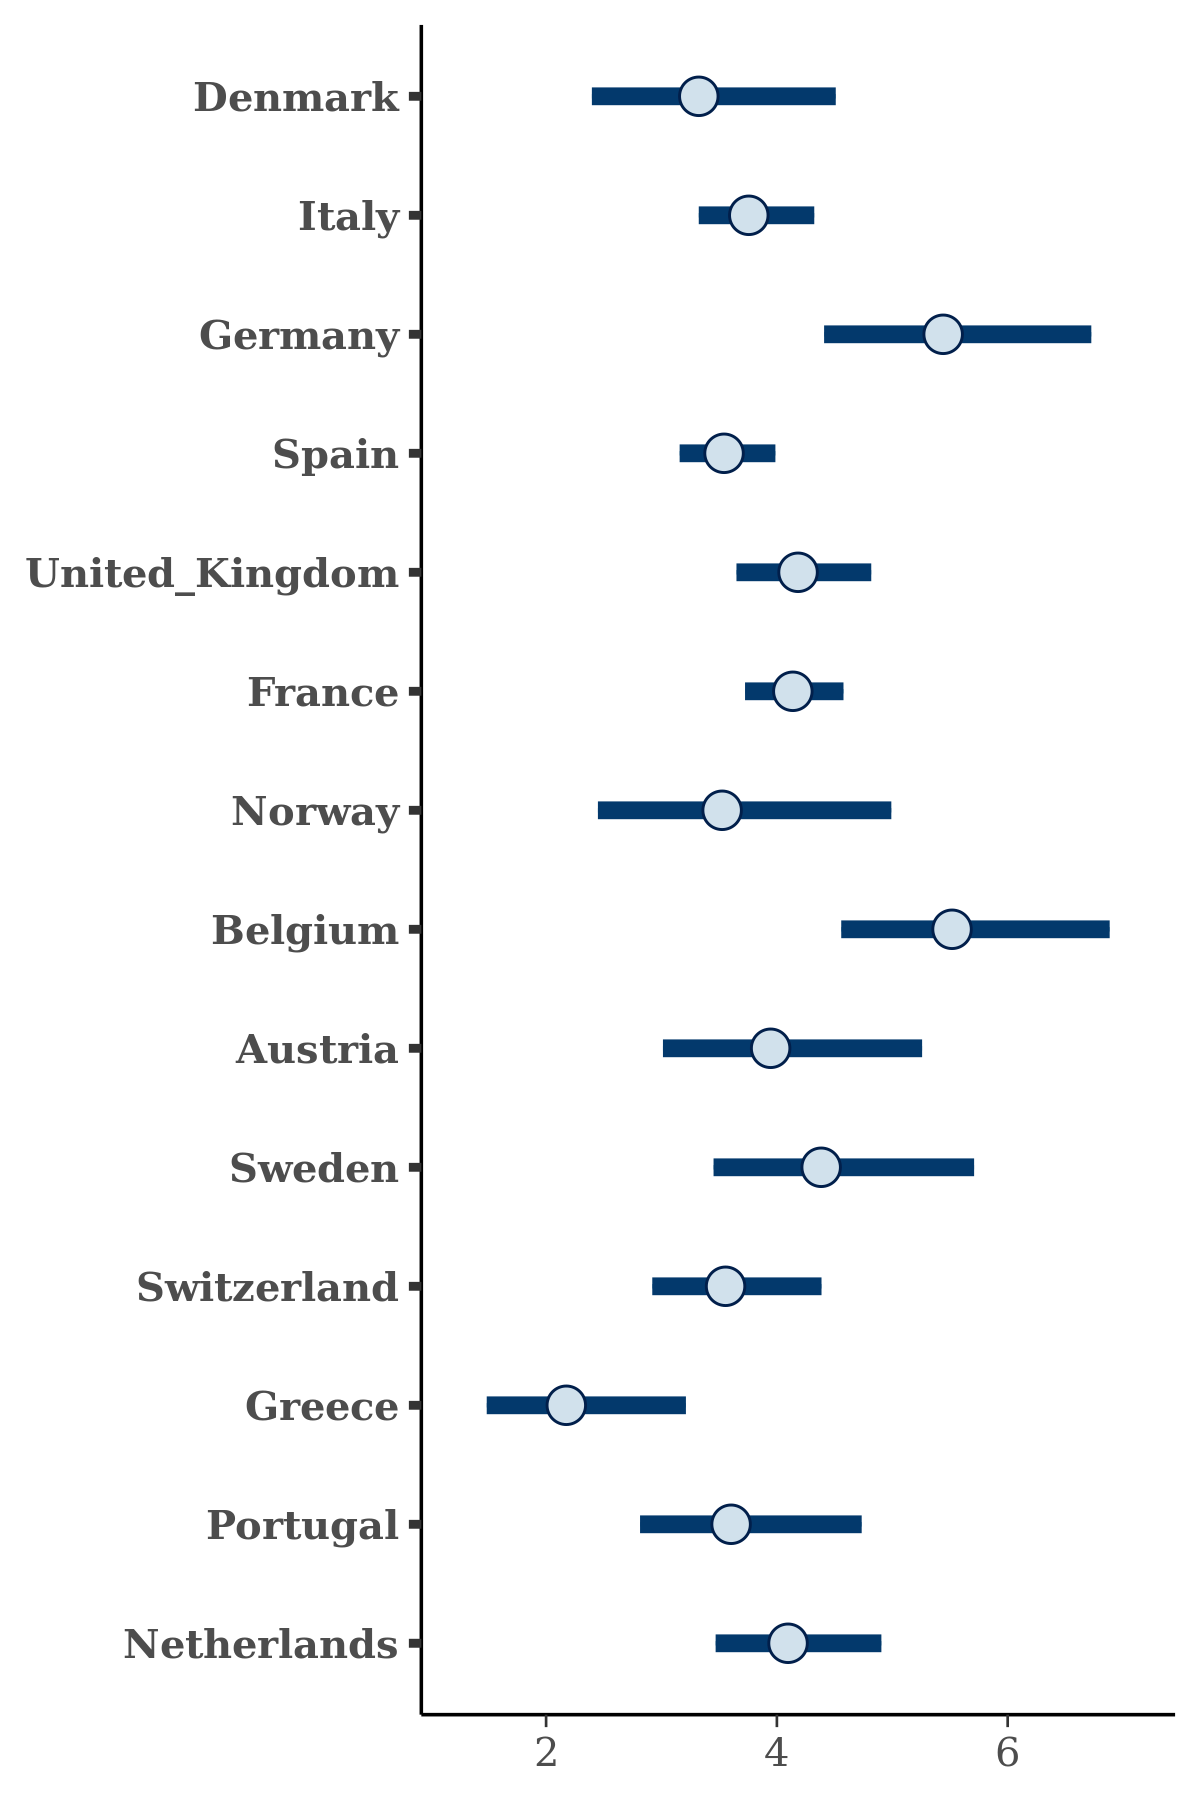 Denmark
Italy
Germany
Spain
United_Kingdom
France
Norway
Belgium
Austria
Sweden
Switzerland
Greece
Portugal
Netherlands
2 4 6